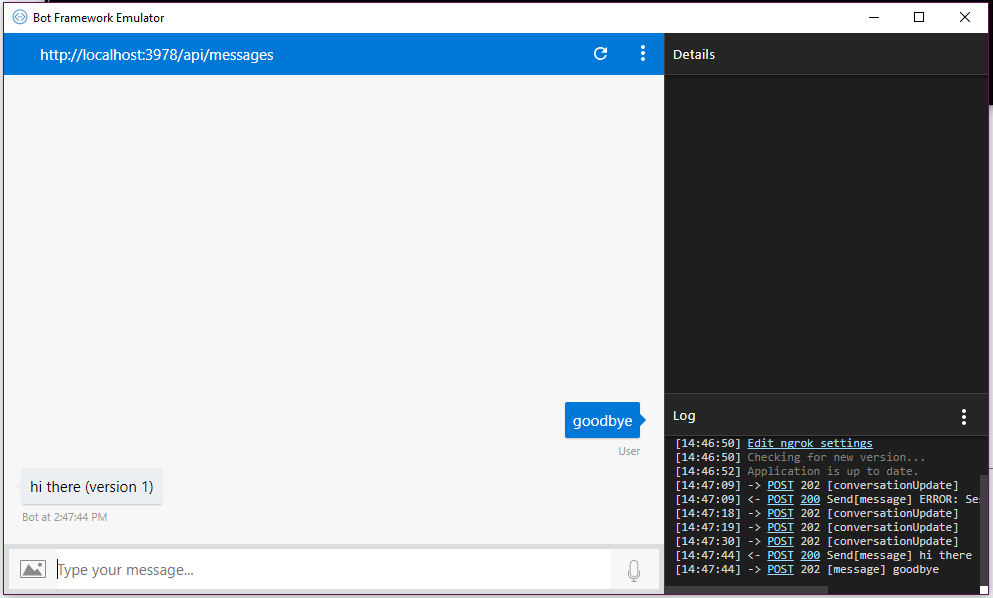 Bot Framework Emulator
http://localhost:3978/api/messages
Details
goodbye
User
hi there (version 1)
Bot at 2:47:44 PM
Type your message...
Log
[14:46:50] Edit ngrok settings
[14:46:50] Checking for new version...
[14:46:52] Application is up to date.
[14:47:09] -> POST 202 [conversationUpdate]
[14:47:09] <- POST 200 Send[message] ERROR: Se
[14:47:18] -> POST 202 [conversationUpdate]
[14:47:19] -> POST 202 [conversationUpdate]
[14:47:30] -> POST 202 [conversationUpdate]
[14:47:44] <- POST 200 Send[message] hi there
[14:47:44] -> POST 202 [message] goodbye